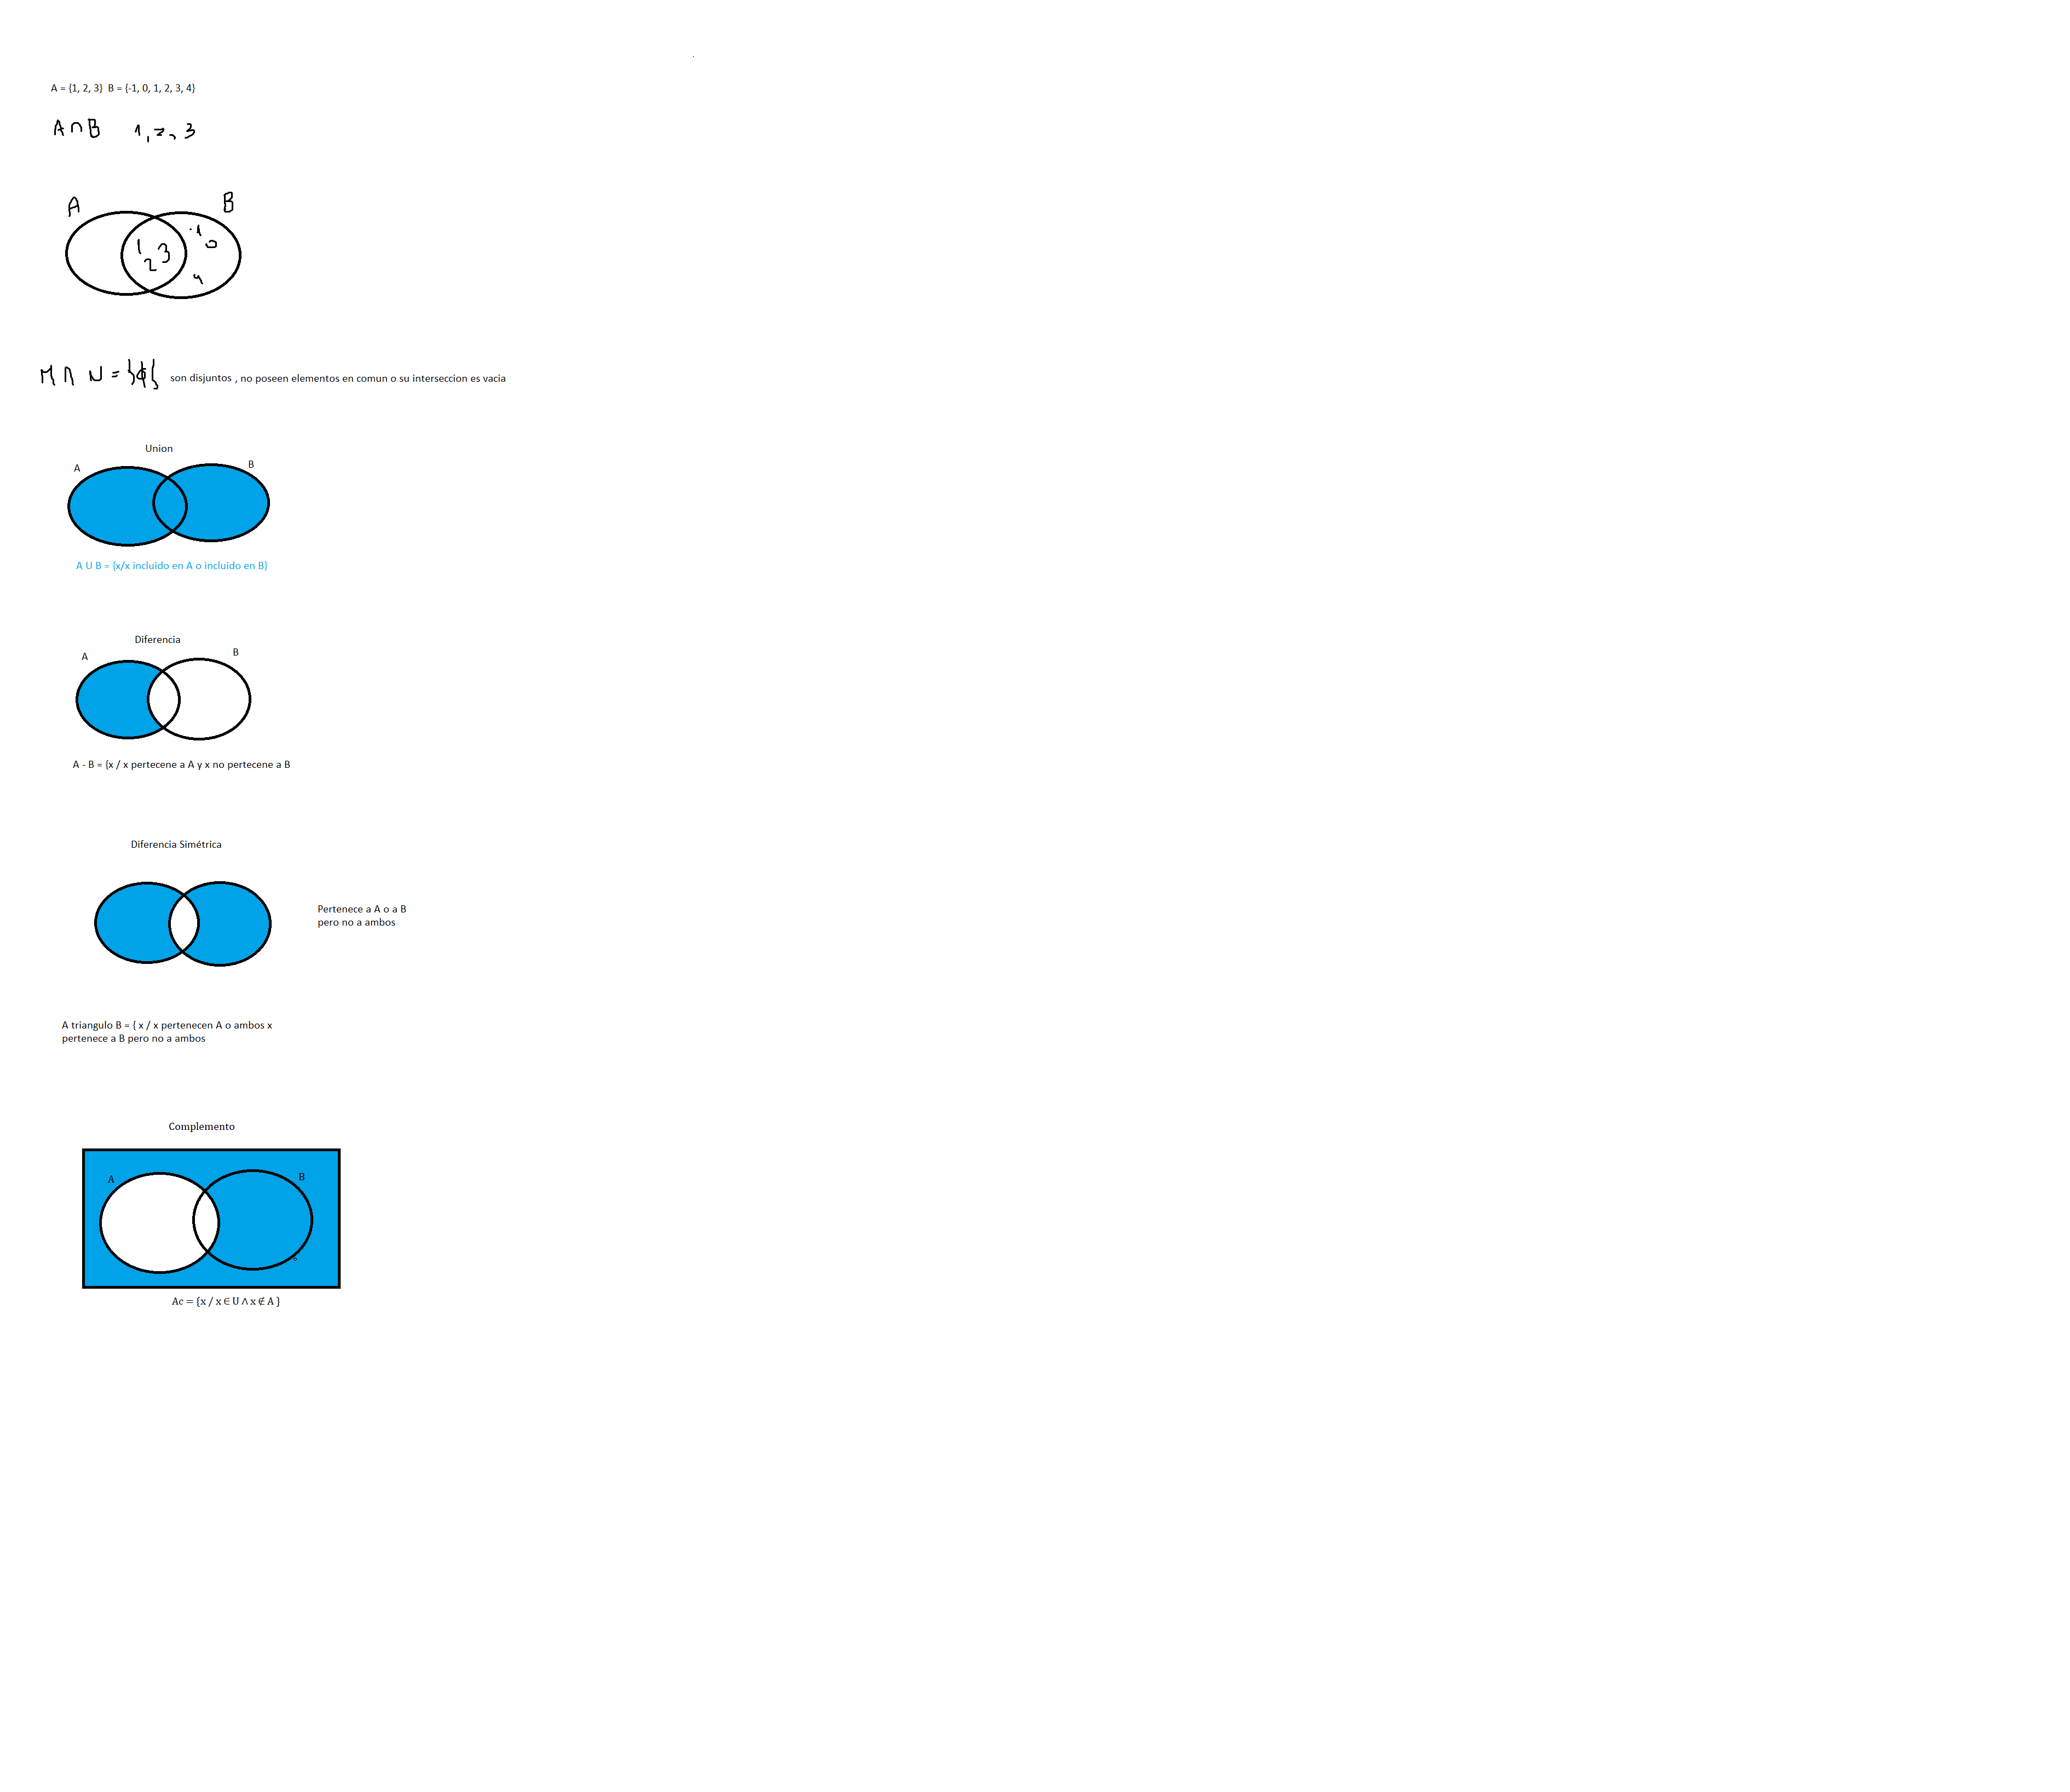 A = {1, 2, 3}  B = {-1, 0, 1, 2, 3, 4}
A ∩ B 1, 2, 3
A B
1 3 -1 0
2 4
M ∩ N = }ϕ{ son disjuntos , no poseen elementos en comun o su interseccion es vacia
Union
A B
A U B = {x/x incluido en A o incluido en B}
Diferencia
A B
A - B = {x / x pertecene a A y x no pertecene a B
Diferencia Simétrica
Pertenece a A o a B
pero no a ambos
A triangulo B = { x / x pertenecen A o ambos x
pertenece a B pero no a ambos
Complemento
A B
Ac = {x / x ∈ U ∧ x ∉ A }